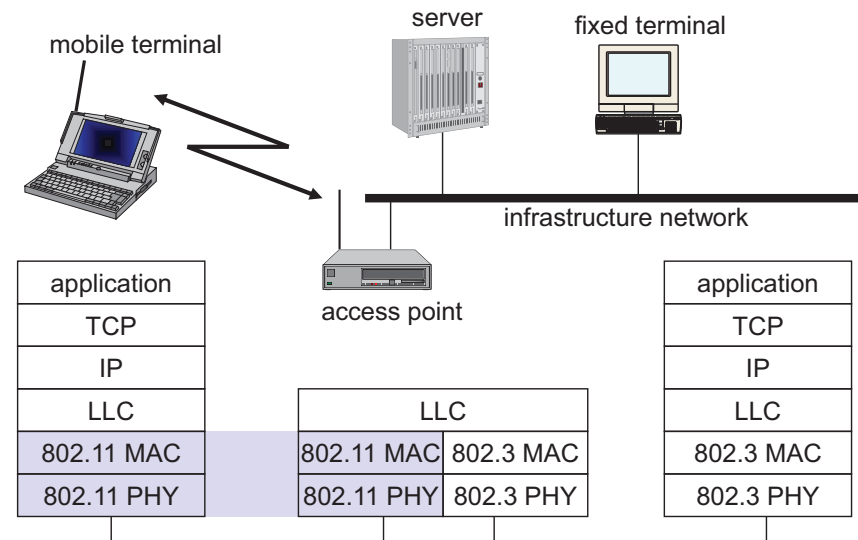 server
fixed terminal
mobile terminal
infrastructure network
access point
application
TCP
IP
LLC
802.11 MAC
802.11 PHY
LLC
802.11 MAC
802.3 MAC
802.11 PHY
802.3 PHY
application
TCP
IP
LLC
802.3 MAC
802.3 PHY